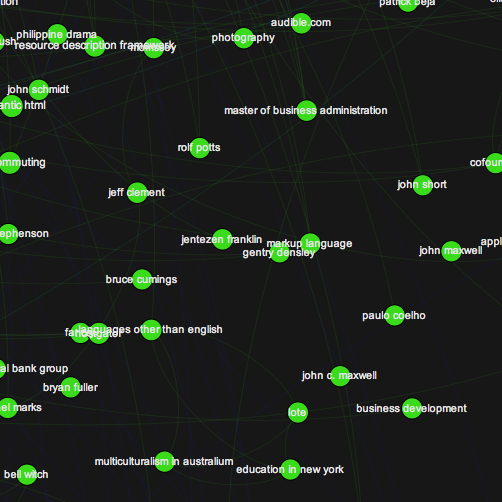 patrick beja
audible.com
philippine drama
photography
resource description framework
morrissey
john schmidt
antic html
master of business administration
rolf potts
ommuting
cofour
john short
jeff clement
ephenson
jentezen franklin
markup language
gentry densley
john maxwell
appl
bruce cumings
paulo coelho
languages other than english
al bank group
john c. maxwell
bryan fuller
el marks
lote
business development
multiculturalism in australium
education in new york
bell witch